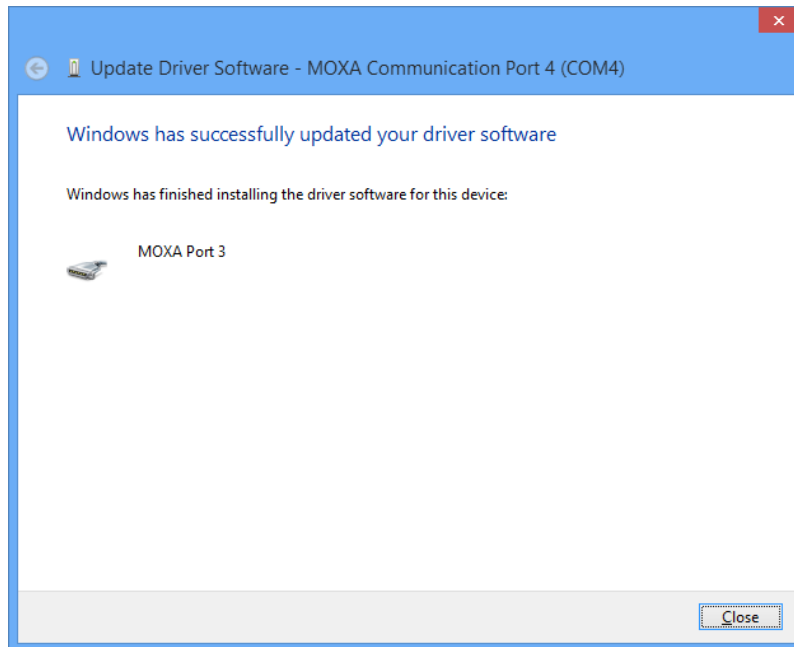 Update Driver Software - MOXA Communication Port 4 (COM4)
Windows has successfully updated your driver software
Windows has finished installing the driver software for this device:
MOXA Port 3
Close